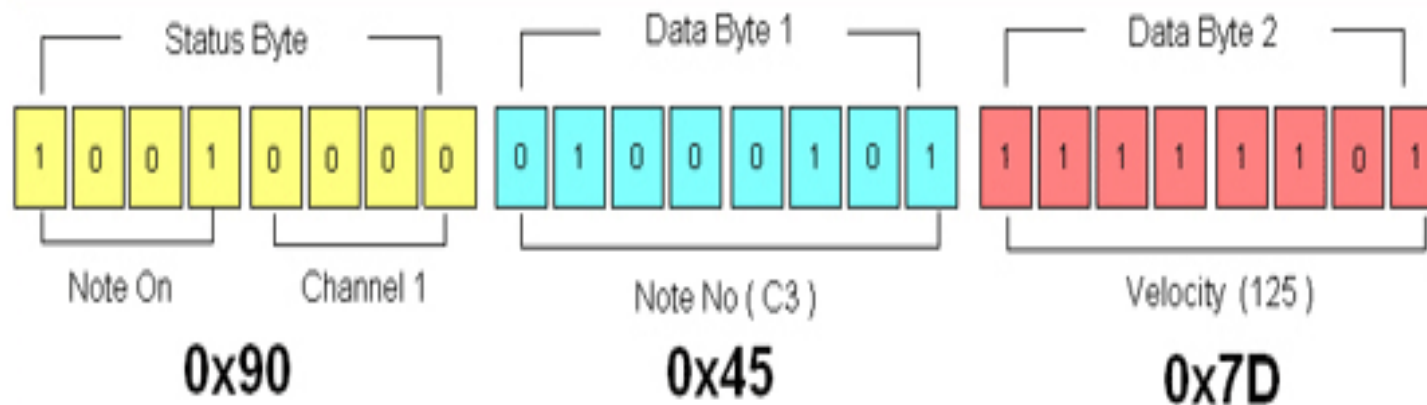 Status Byte Data Byte 1 Data Byte 2
1 0 0 1 0 0 0 0 0 1 0 0 0 1 0 1 1 1 1 1 1 1 0 1
Note On Channel 1 Note No ( C3 ) Velocity (125 )
0x90 0x45 0x7D